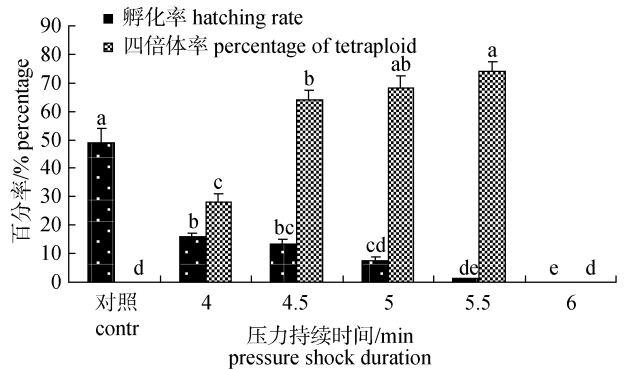 孵化率 hatching rate
四倍体率 percentage of tetraploid
百分率/% percentage
90
80
70
60
50
40
30
20
10
0
a
d
b
c
bc
b
cd
ab
de
a
e
d
对照 4 4.5 5 5.5 6
contr
压力持续时间/min
pressure shock duration